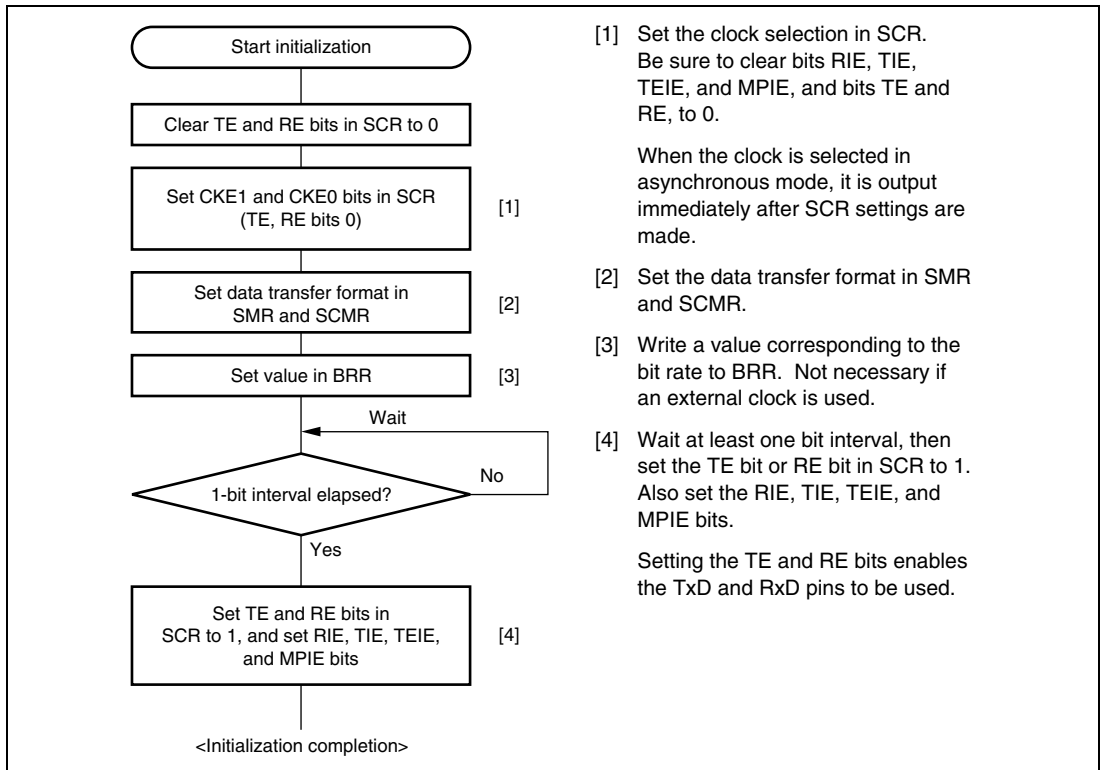 Start initialization
Clear TE and RE bits in SCR to 0
Set CKE1 and CKE0 bits in SCR
(TE, RE bits 0)
[1]
Set data transfer format in
SMR and SCMR
[2]
Set value in BRR
[3]
Wait
1-bit interval elapsed?
No
Yes
Set TE and RE bits in
SCR to 1, and set RIE, TIE, TEIE,
and MPIE bits
[4]
<Initialization completion>
[1] Set the clock selection in SCR.
Be sure to clear bits RIE, TIE,
TEIE, and MPIE, and bits TE and
RE, to 0.
When the clock is selected in
asynchronous mode, it is output
immediately after SCR settings are
made.
[2] Set the data transfer format in SMR
and SCMR.
[3] Write a value corresponding to the
bit rate to BRR. Not necessary if
an external clock is used.
[4] Wait at least one bit interval, then
set the TE bit or RE bit in SCR to 1.
Also set the RIE, TIE, TEIE, and
MPIE bits.
Setting the TE and RE bits enables
the TxD and RxD pins to be used.